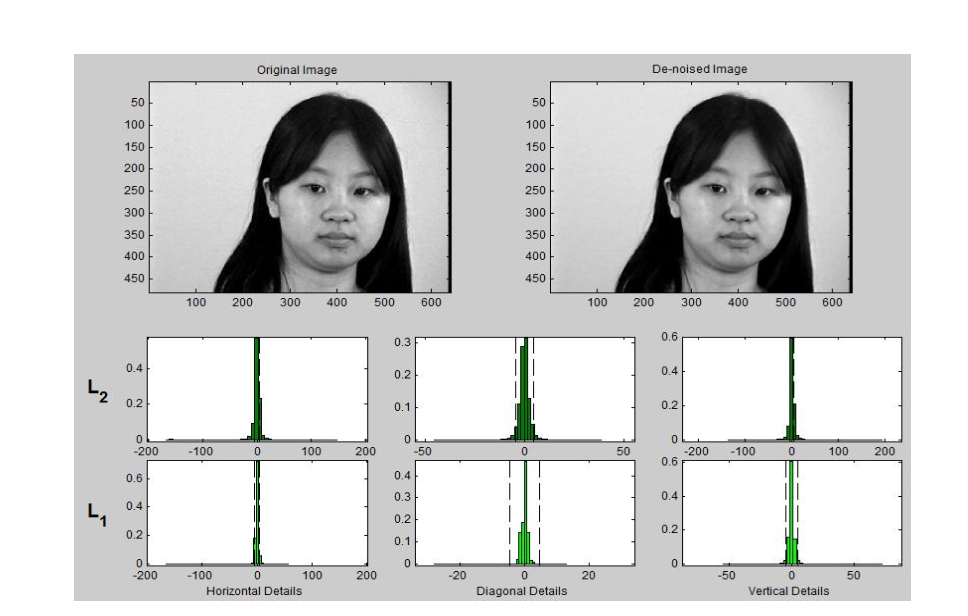 Original Image
De-noised Image
50
100
150
200
250
300
350
400
450
100 200 300 400 500 600
50
100
150
200
250
300
350
400
450
100 200 300 400 500 600
L2
0.4
0.2
0
-200 -100 0 100 200
0.3
0.2
0.1
0
-50 0 50
0.6
0.4
0.2
0
-200 -100 0 100 200
L1
0.6
0.4
0.2
0
-200 -100 0 100 200
Horizontal Details
0.4
0.3
0.2
0.1
0
-20 0 20
Diagonal Details
0.6
0.4
0.2
0
-50 0 50
Vertical Details